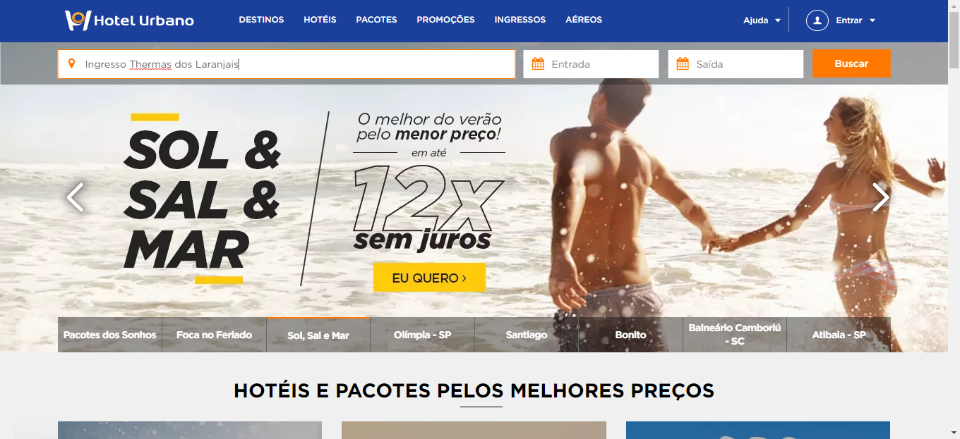 Hotel Urbano
DESTINOS HOTÉIS PACOTES PROMOÇÕES INGRESSOS AÉREOS
Ajuda Entrar
Ingresso Thermas dos Laranjais
Entrada
Saída
Buscar
SOL &
SAL &
MAR
O melhor do verão
pelo menor preço!
em até
12x
sem juros
EU QUERO >
Pacotes dos Sonhos
Foca no Feriado
Sol, Sal e Mar
Olímpia - SP
Santiago
Bonito
Balneário Camboriú
- SC
Atibaia - SP
HOTÉIS E PACOTES PELOS MELHORES PREÇOS